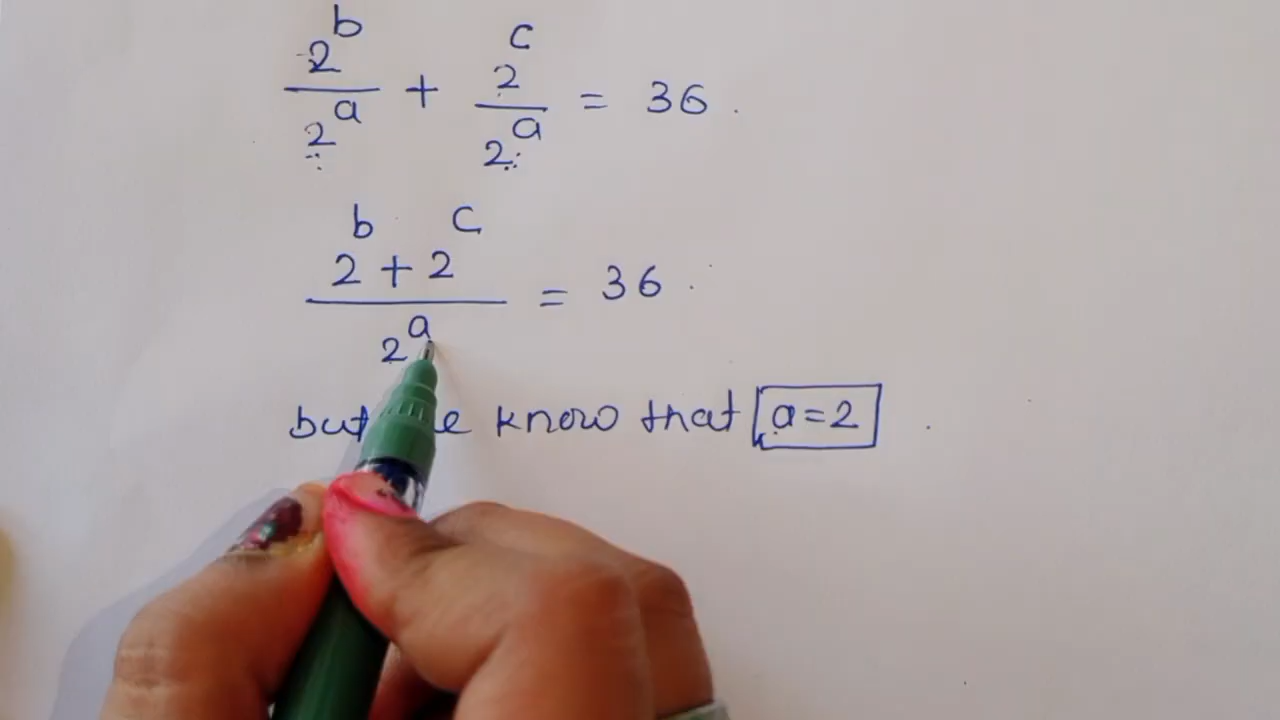 2^b/2^a + 2^c/2^a = 36.
(2^b + 2^c)/2^a = 36.
but know that a=2